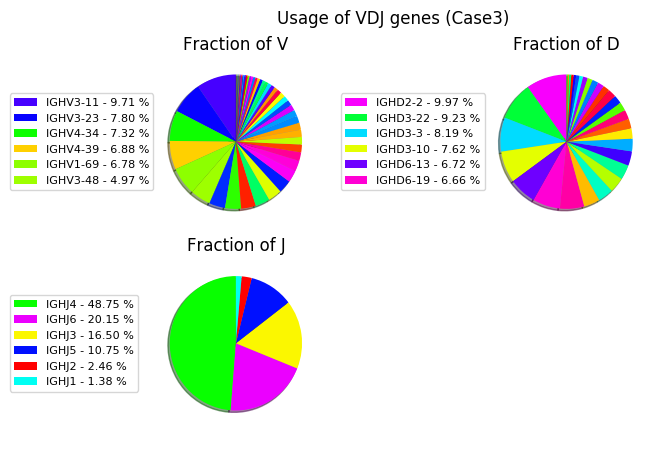 Usage of VDJ genes (Case3)
Fraction of V
IGHV3-11 - 9.71 %
IGHV3-23 - 7.80 %
IGHV4-34 - 7.32 %
IGHV4-39 - 6.88 %
IGHV1-69 - 6.78 %
IGHV3-48 - 4.97 %
Fraction of D
IGHD2-2 - 9.97 %
IGHD3-22 - 9.23 %
IGHD3-3 - 8.19 %
IGHD3-10 - 7.62 %
IGHD6-13 - 6.72 %
IGHD6-19 - 6.66 %
Fraction of J
IGHJ4 - 48.75 %
IGHJ6 - 20.15 %
IGHJ3 - 16.50 %
IGHJ5 - 10.75 %
IGHJ2 - 2.46 %
IGHJ1 - 1.38 %